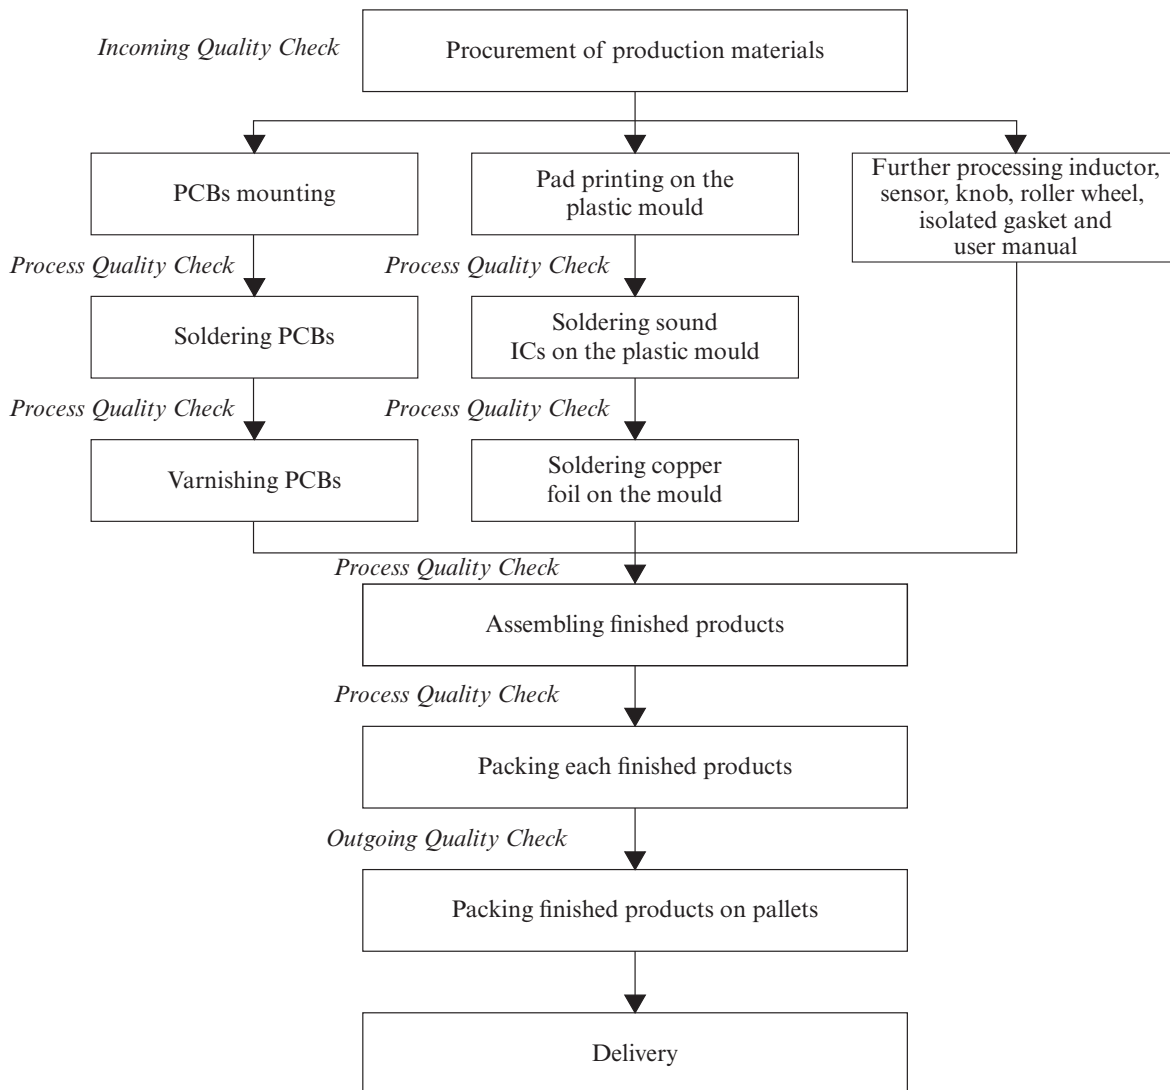 Incoming Quality Check
Procurement of production materials
PCBs mounting
Pad printing on the
plastic mould
Further processing inductor,
sensor, knob, roller wheel,
isolated gasket and
user manual
Process Quality Check
Process Quality Check
Soldering PCBs
Soldering sound
ICs on the plastic mould
Process Quality Check
Process Quality Check
Varnishing PCBs
Soldering copper
foil on the mould
Process Quality Check
Assembling finished products
Process Quality Check
Packing each finished products
Outgoing Quality Check
Packing finished products on pallets
Delivery